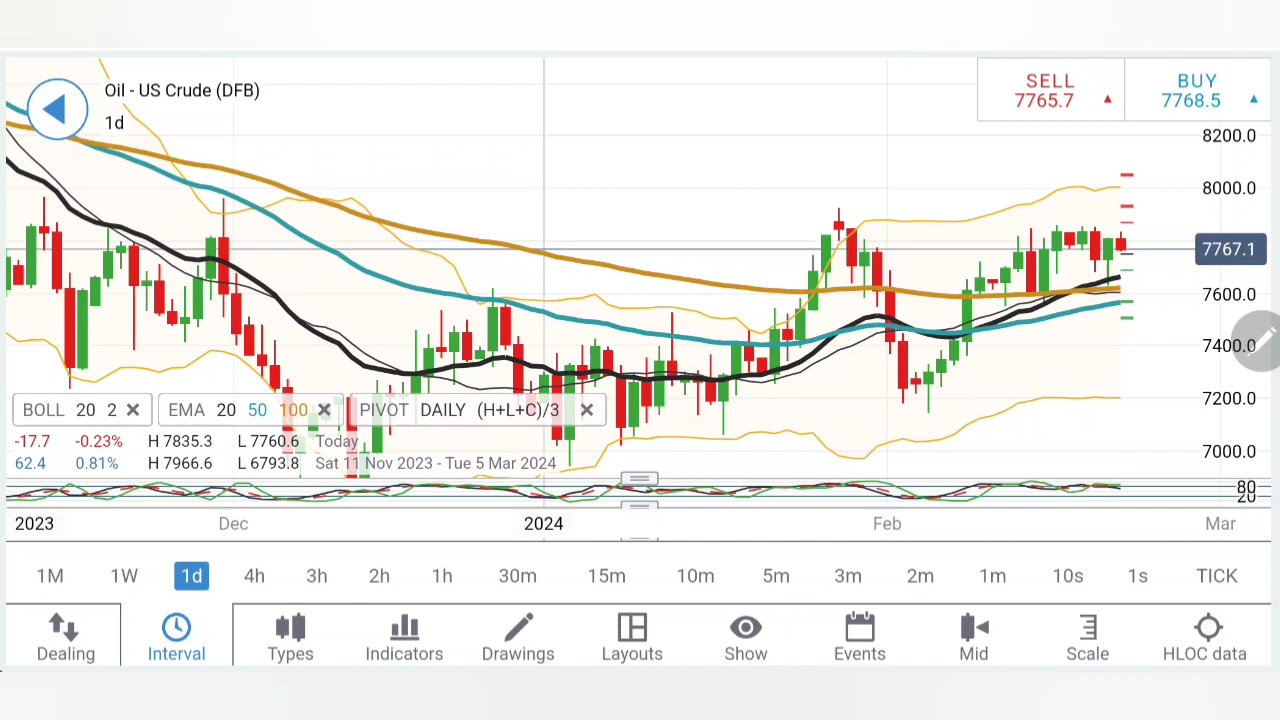 Oil - US Crude (DFB)
1d
SELL
7765.7
BUY
7768.5
8200.0
8000.0
7767.1
7600.0
7400.0
7200.0
7000.0
BOLL 20 2
EMA 20 50 100
PIVOT DAILY (H+L+C)/3
-17.7 -0.23% H 7835.3 L 7760.6 Today
62.4 0.81% H 7966.6 L 6793.8 Sat 11 Nov 2023 - Tue 5 Mar 2024
80
20
2023 Dec 2024 Feb Mar
1M 1W 1d 4h 3h 2h 1h 30m 15m 10m 5m 3m 2m 1m 10s 1s TICK
Dealing Interval Types Indicators Drawings Layouts Show Events Mid Scale HLOC data